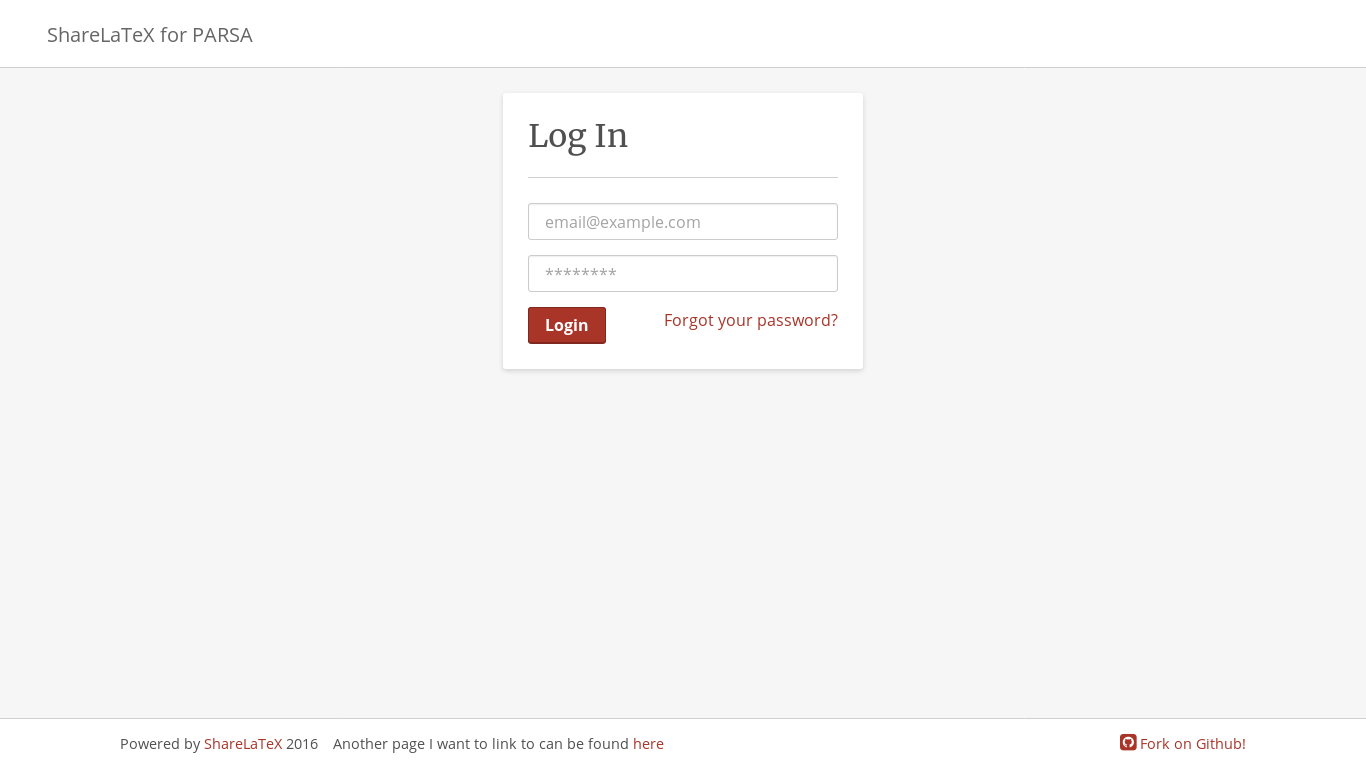 ShareLaTeX for PARSA
Log In
email@example.com
********
Login
Forgot your password?
Powered by ShareLaTeX 2016 Another page I want to link to can be found here
Fork on Github!